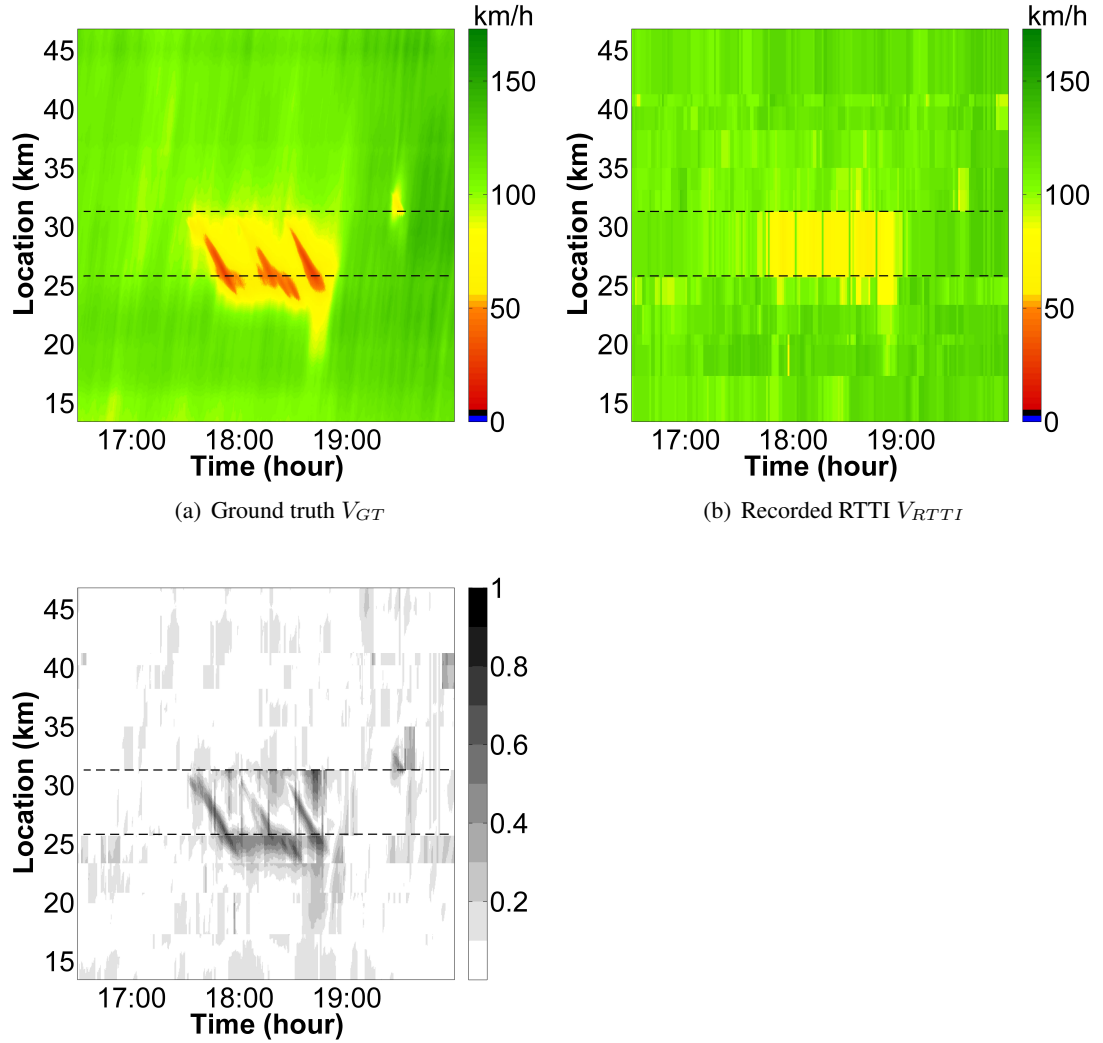 km/h
150
100
50
0
45
40
35
30
25
20
15
Location (km)
17:00 18:00 19:00
Time (hour)
(a) Ground truth V_GT
km/h
150
100
50
0
45
40
35
30
25
20
15
Location (km)
17:00 18:00 19:00
Time (hour)
(b) Recorded RTTI V_RTTI
1
0.8
0.6
0.4
0.2
45
40
35
30
25
20
15
Location (km)
17:00 18:00 19:00
Time (hour)